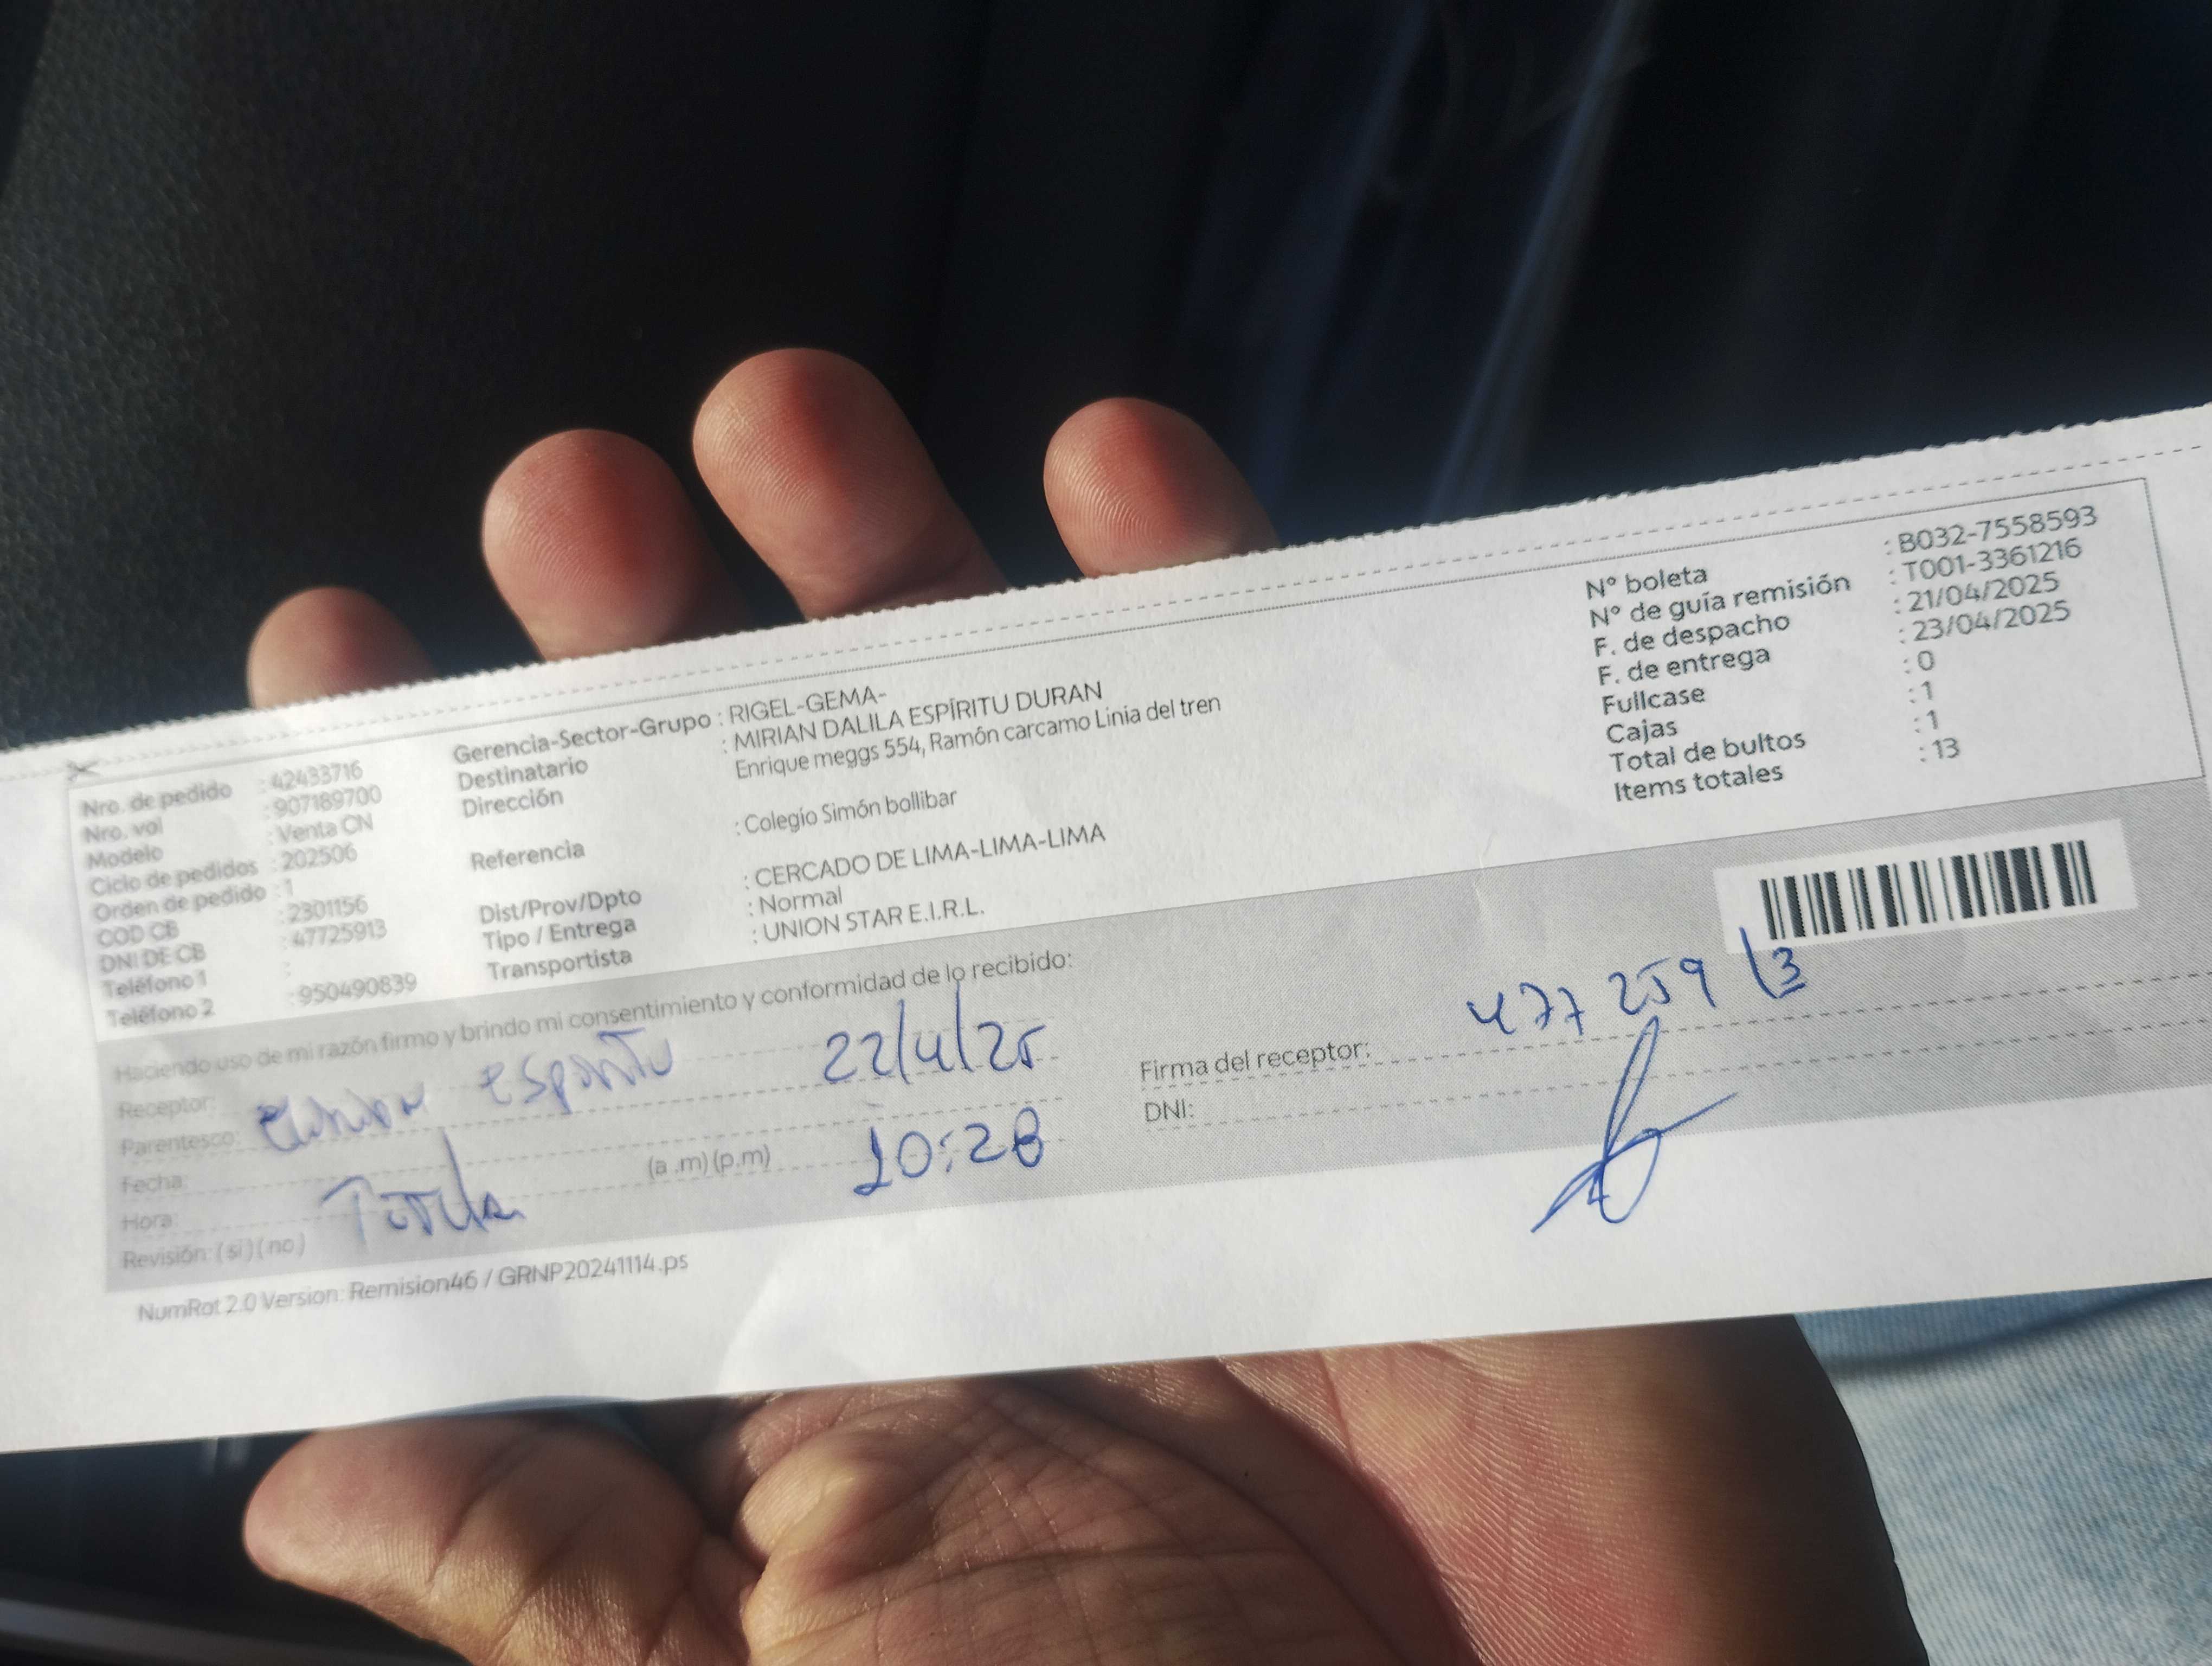 Nro. de pedido : 42433716
Nro. vol : 907189700
Modelo : Venta CN
Ciclo de pedidos : 202506
Orden de pedido : 1
COD CB : 2301156
DNI DE CB : 47725913
Teléfono 1 :
Teléfono 2 : 950490839
Gerencia-Sector-Grupo : RIGEL-GEMA-
Destinatario : MIRIAN DALILA ESPÍRITU DURAN
Dirección Enrique meggs 554, Ramón carcamo Linia del tren
Referencia : Colegio Simón bollibar
Dist/Prov/Dpto : CERCADO DE LIMA-LIMA-LIMA
Tipo / Entrega : Normal
Transportista : UNION STAR E.I.R.L.
N° boleta : B032-7558593
N° de guía remisión : T001-3361216
F. de despacho : 21/04/2025
F. de entrega : 23/04/2025
Fullcase : 0
Cajas : 1
Total de bultos : 1
Items totales : 13
Haciendo uso de mi razón firmo y brindo mi consentimiento y conformidad de lo recibido:
Receptor: espiritu 22/4/25
Parentesco:
Fecha:
Hora: (a .m) (p.m) 10:28
Revisión: ( si ) ( no )
Firma del receptor: 47725913
DNI:
NumRot 2.0 Version: Remision46 / GRNP20241114.ps